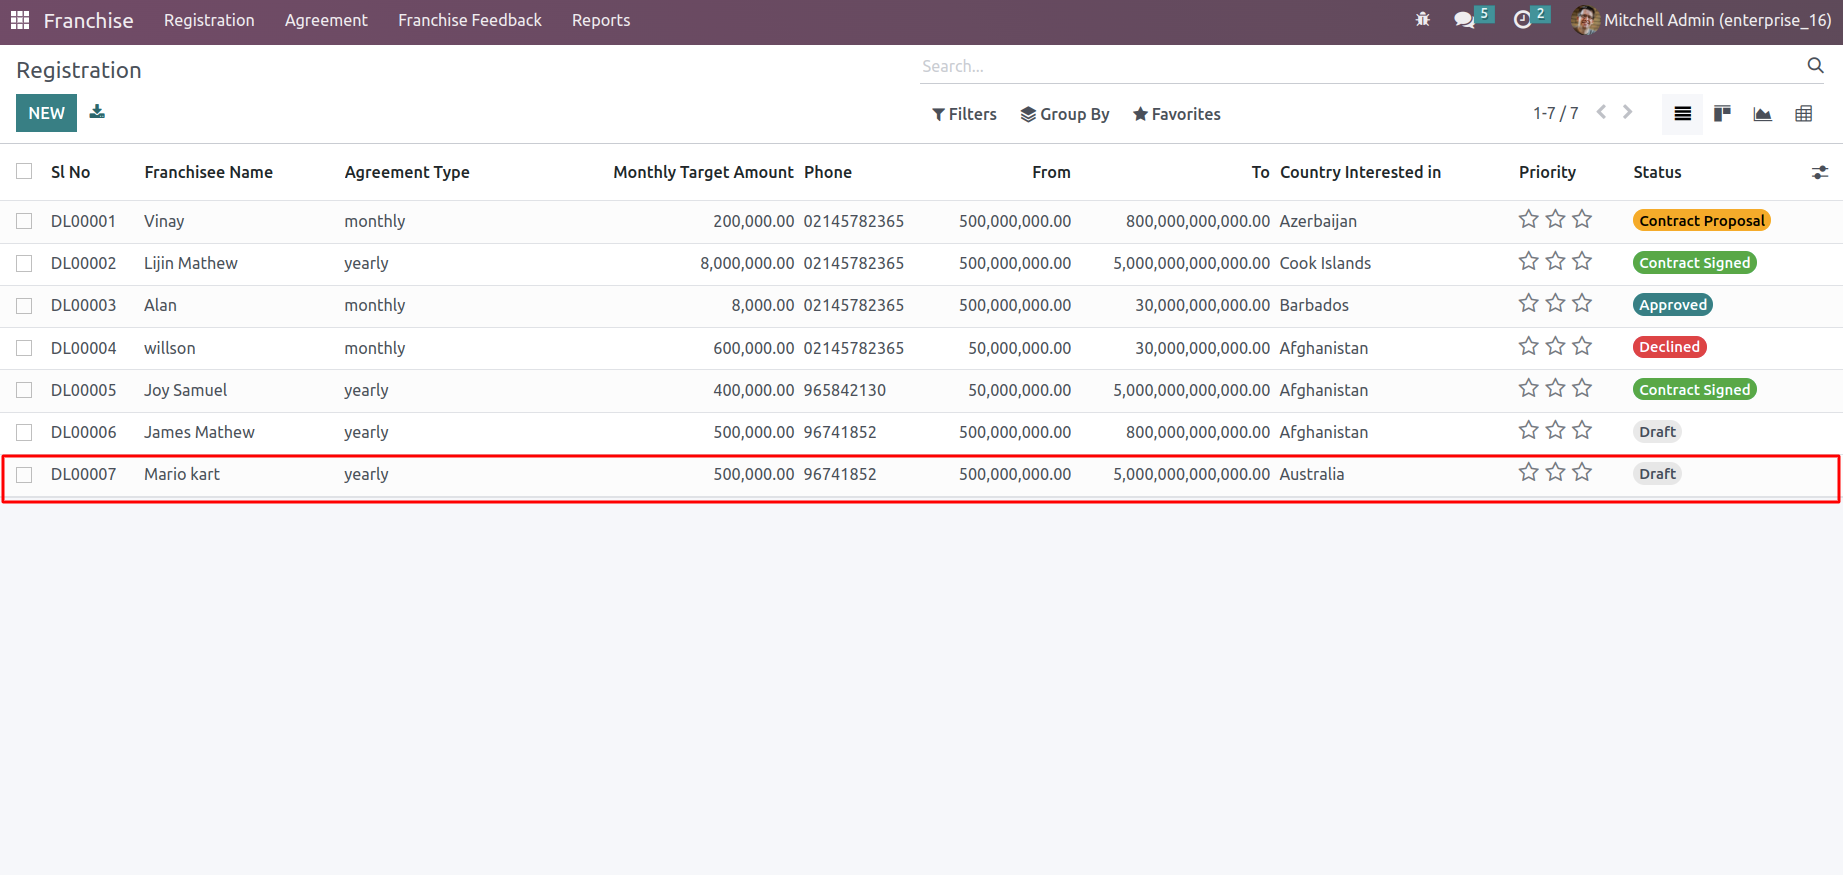 Franchise Registration Agreement Franchise Feedback Reports 5 2 Mitchell Admin (enterprise_16)
Registration Search...
NEW Filters Group By Favorites 1-7 / 7
Sl No Franchisee Name Agreement Type Monthly Target Amount Phone From To Country Interested in Priority Status
DL00001 Vinay monthly 200,000.00 02145782365 500,000,000.00 800,000,000,000.00 Azerbaijan Contract Proposal
DL00002 Lijin Mathew yearly 8,000,000.00 02145782365 500,000,000.00 5,000,000,000,000.00 Cook Islands Contract Signed
DL00003 Alan monthly 8,000.00 02145782365 500,000,000.00 30,000,000,000.00 Barbados Approved
DL00004 willson monthly 600,000.00 02145782365 50,000,000.00 30,000,000,000.00 Afghanistan Declined
DL00005 Joy Samuel yearly 400,000.00 965842130 50,000,000.00 5,000,000,000,000.00 Afghanistan Contract Signed
DL00006 James Mathew yearly 500,000.00 96741852 500,000,000.00 800,000,000,000.00 Afghanistan Draft
DL00007 Mario kart yearly 500,000.00 96741852 500,000,000.00 5,000,000,000,000.00 Australia Draft